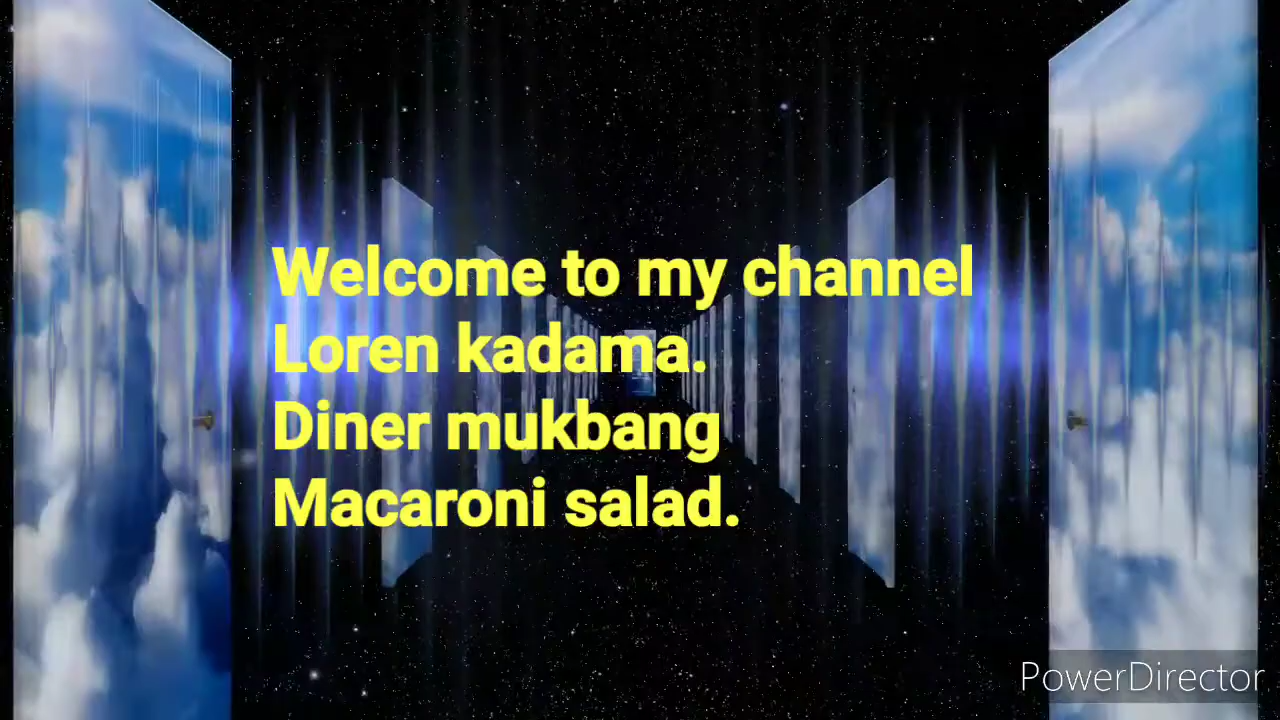 Welcome to my channel
Loren kadama.
Diner mukbang
Macaroni salad.
PowerDirector